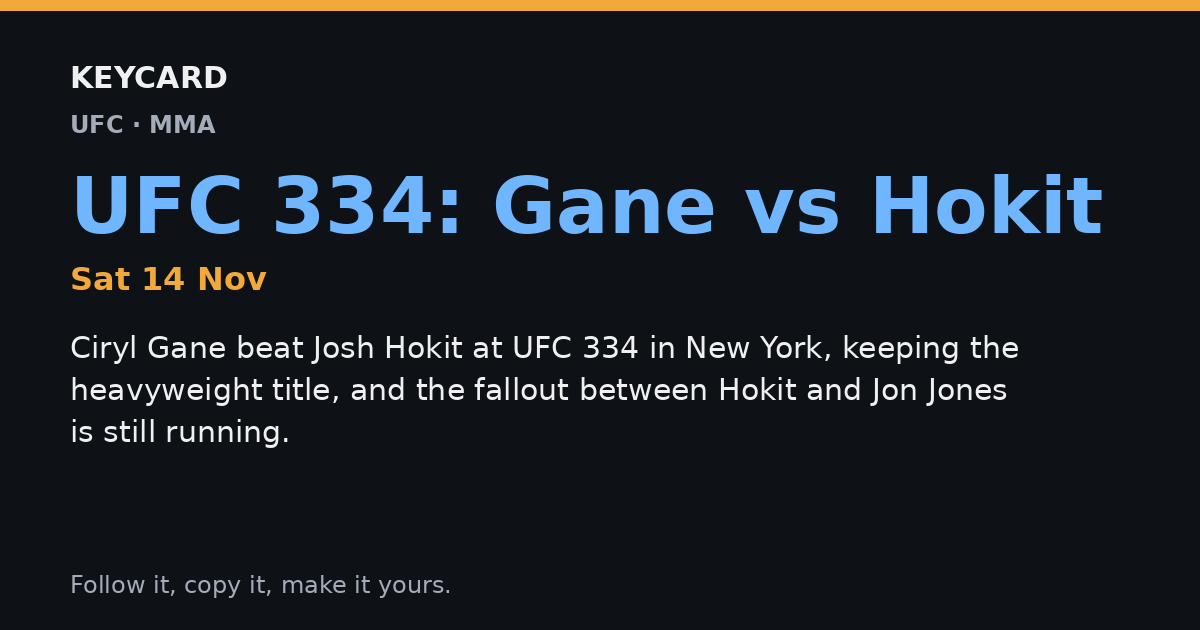 KEYCARD
UFC · MMA
UFC 334: Gane vs Hokit
Sat 14 Nov
Ciryl Gane beat Josh Hokit at UFC 334 in New York, keeping the
heavyweight title, and the fallout between Hokit and Jon Jones
is still running.
Follow it, copy it, make it yours.